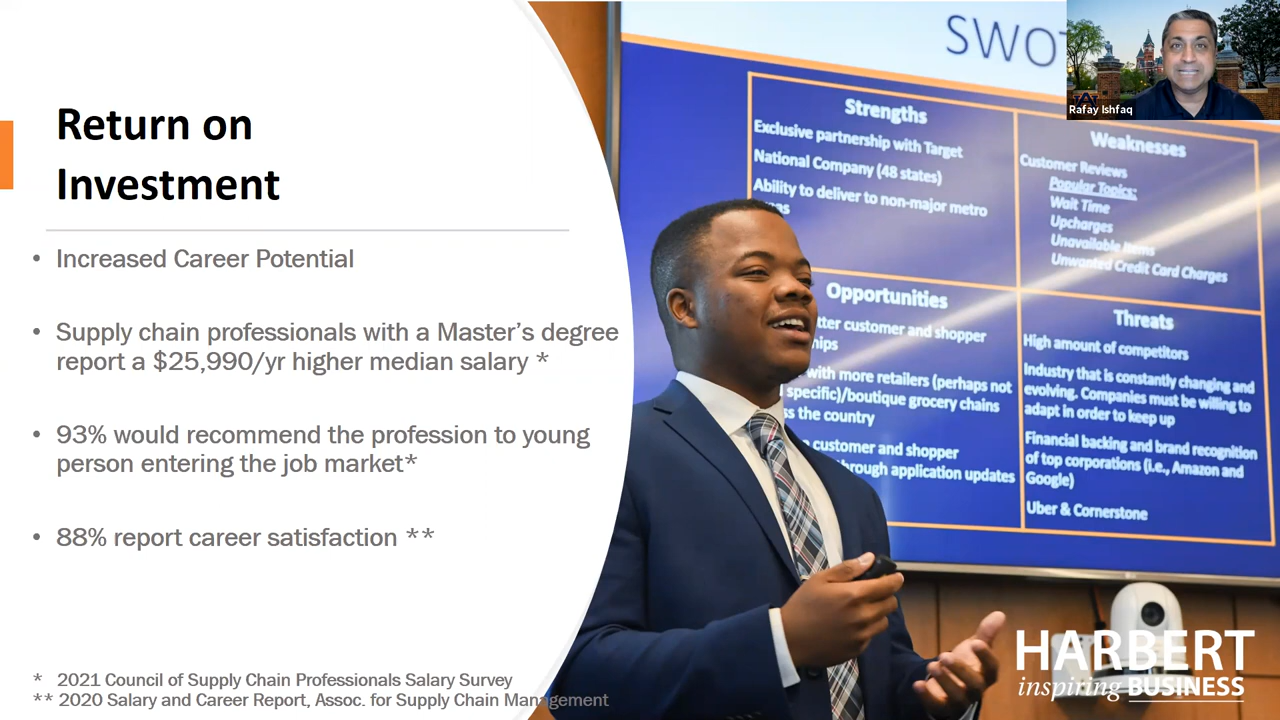 Return on
Investment
• Increased Career Potential
• Supply chain professionals with a Master's degree
report a $25,990/yr higher median salary *
• 93% would recommend the profession to young
person entering the job market*
• 88% report career satisfaction **
* 2021 Council of Supply Chain Professionals Salary Survey
** 2020 Salary and Career Report, Assoc. for Supply Chain Management
SWOT
Strengths
Exclusive partnership with Target
National Company (48 states)
Ability to deliver to non-major metro
Weaknesses
Customer Reviews
Popular Topics:
Wait Time
Upcharges
Unavailable Items
Unwanted Credit Card Charges
Opportunities
customer and shopper
with more retailers (perhaps not
specific)/boutique grocery chains
the country
customer and shopper
through application updates
Threats
High amount of competitors
Industry that is constantly changing and
evolving. Companies must be willing to
adapt in order to keep up
Financial backing and brand recognition
of top corporations (i.e., Amazon and
Google)
Uber & Cornerstone
Rafay Ishfaq
HARBERT
inspiring BUSINESS